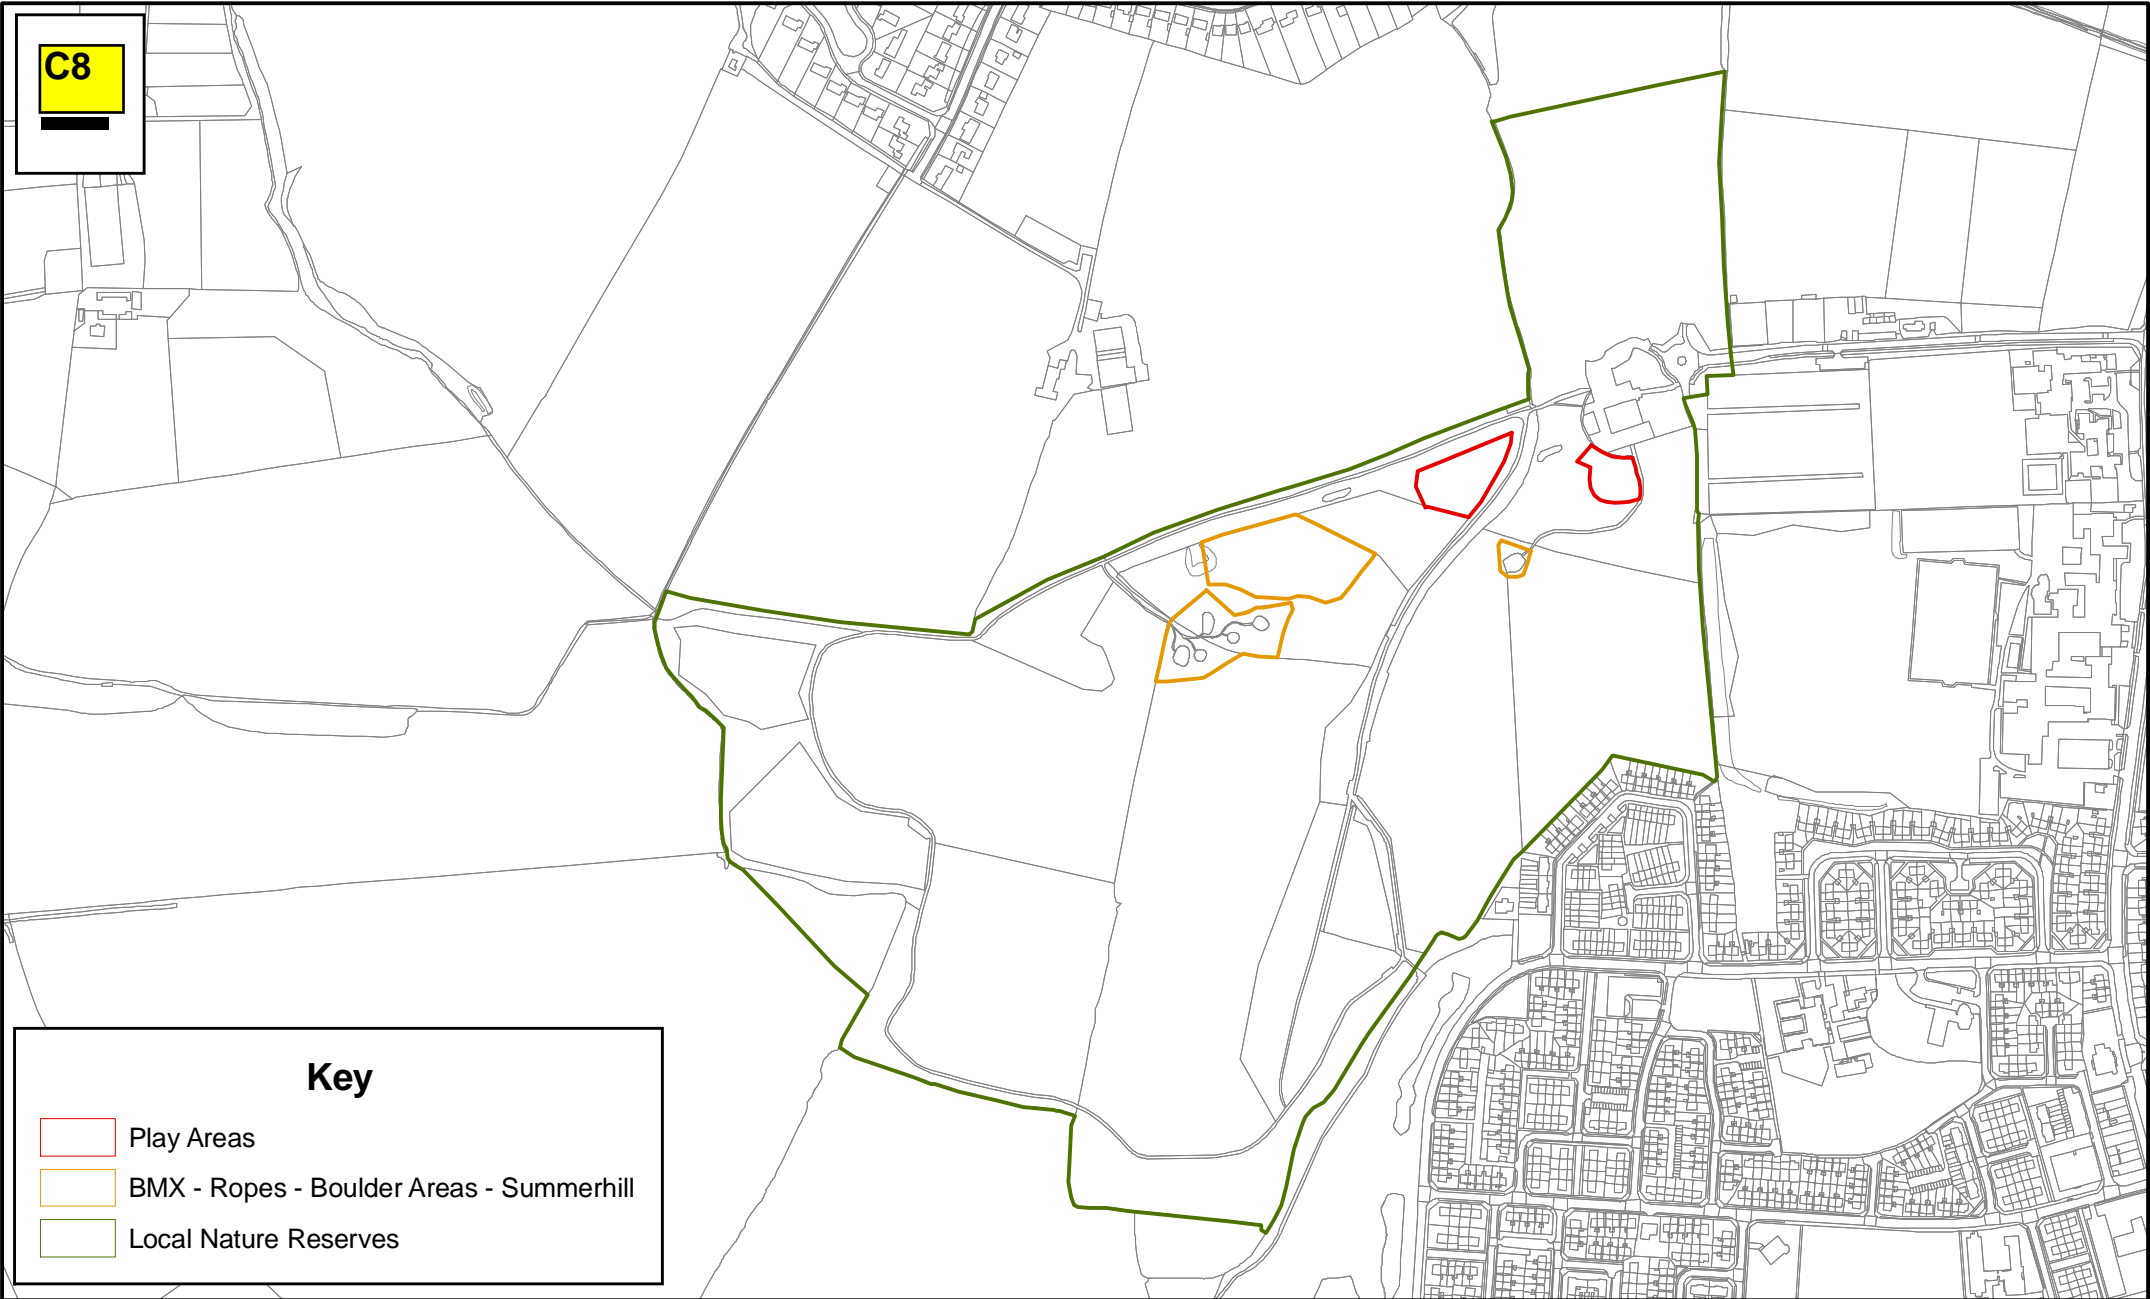 C8
Key
Play Areas
BMX - Ropes - Boulder Areas - Summerhill
Local Nature Reserves